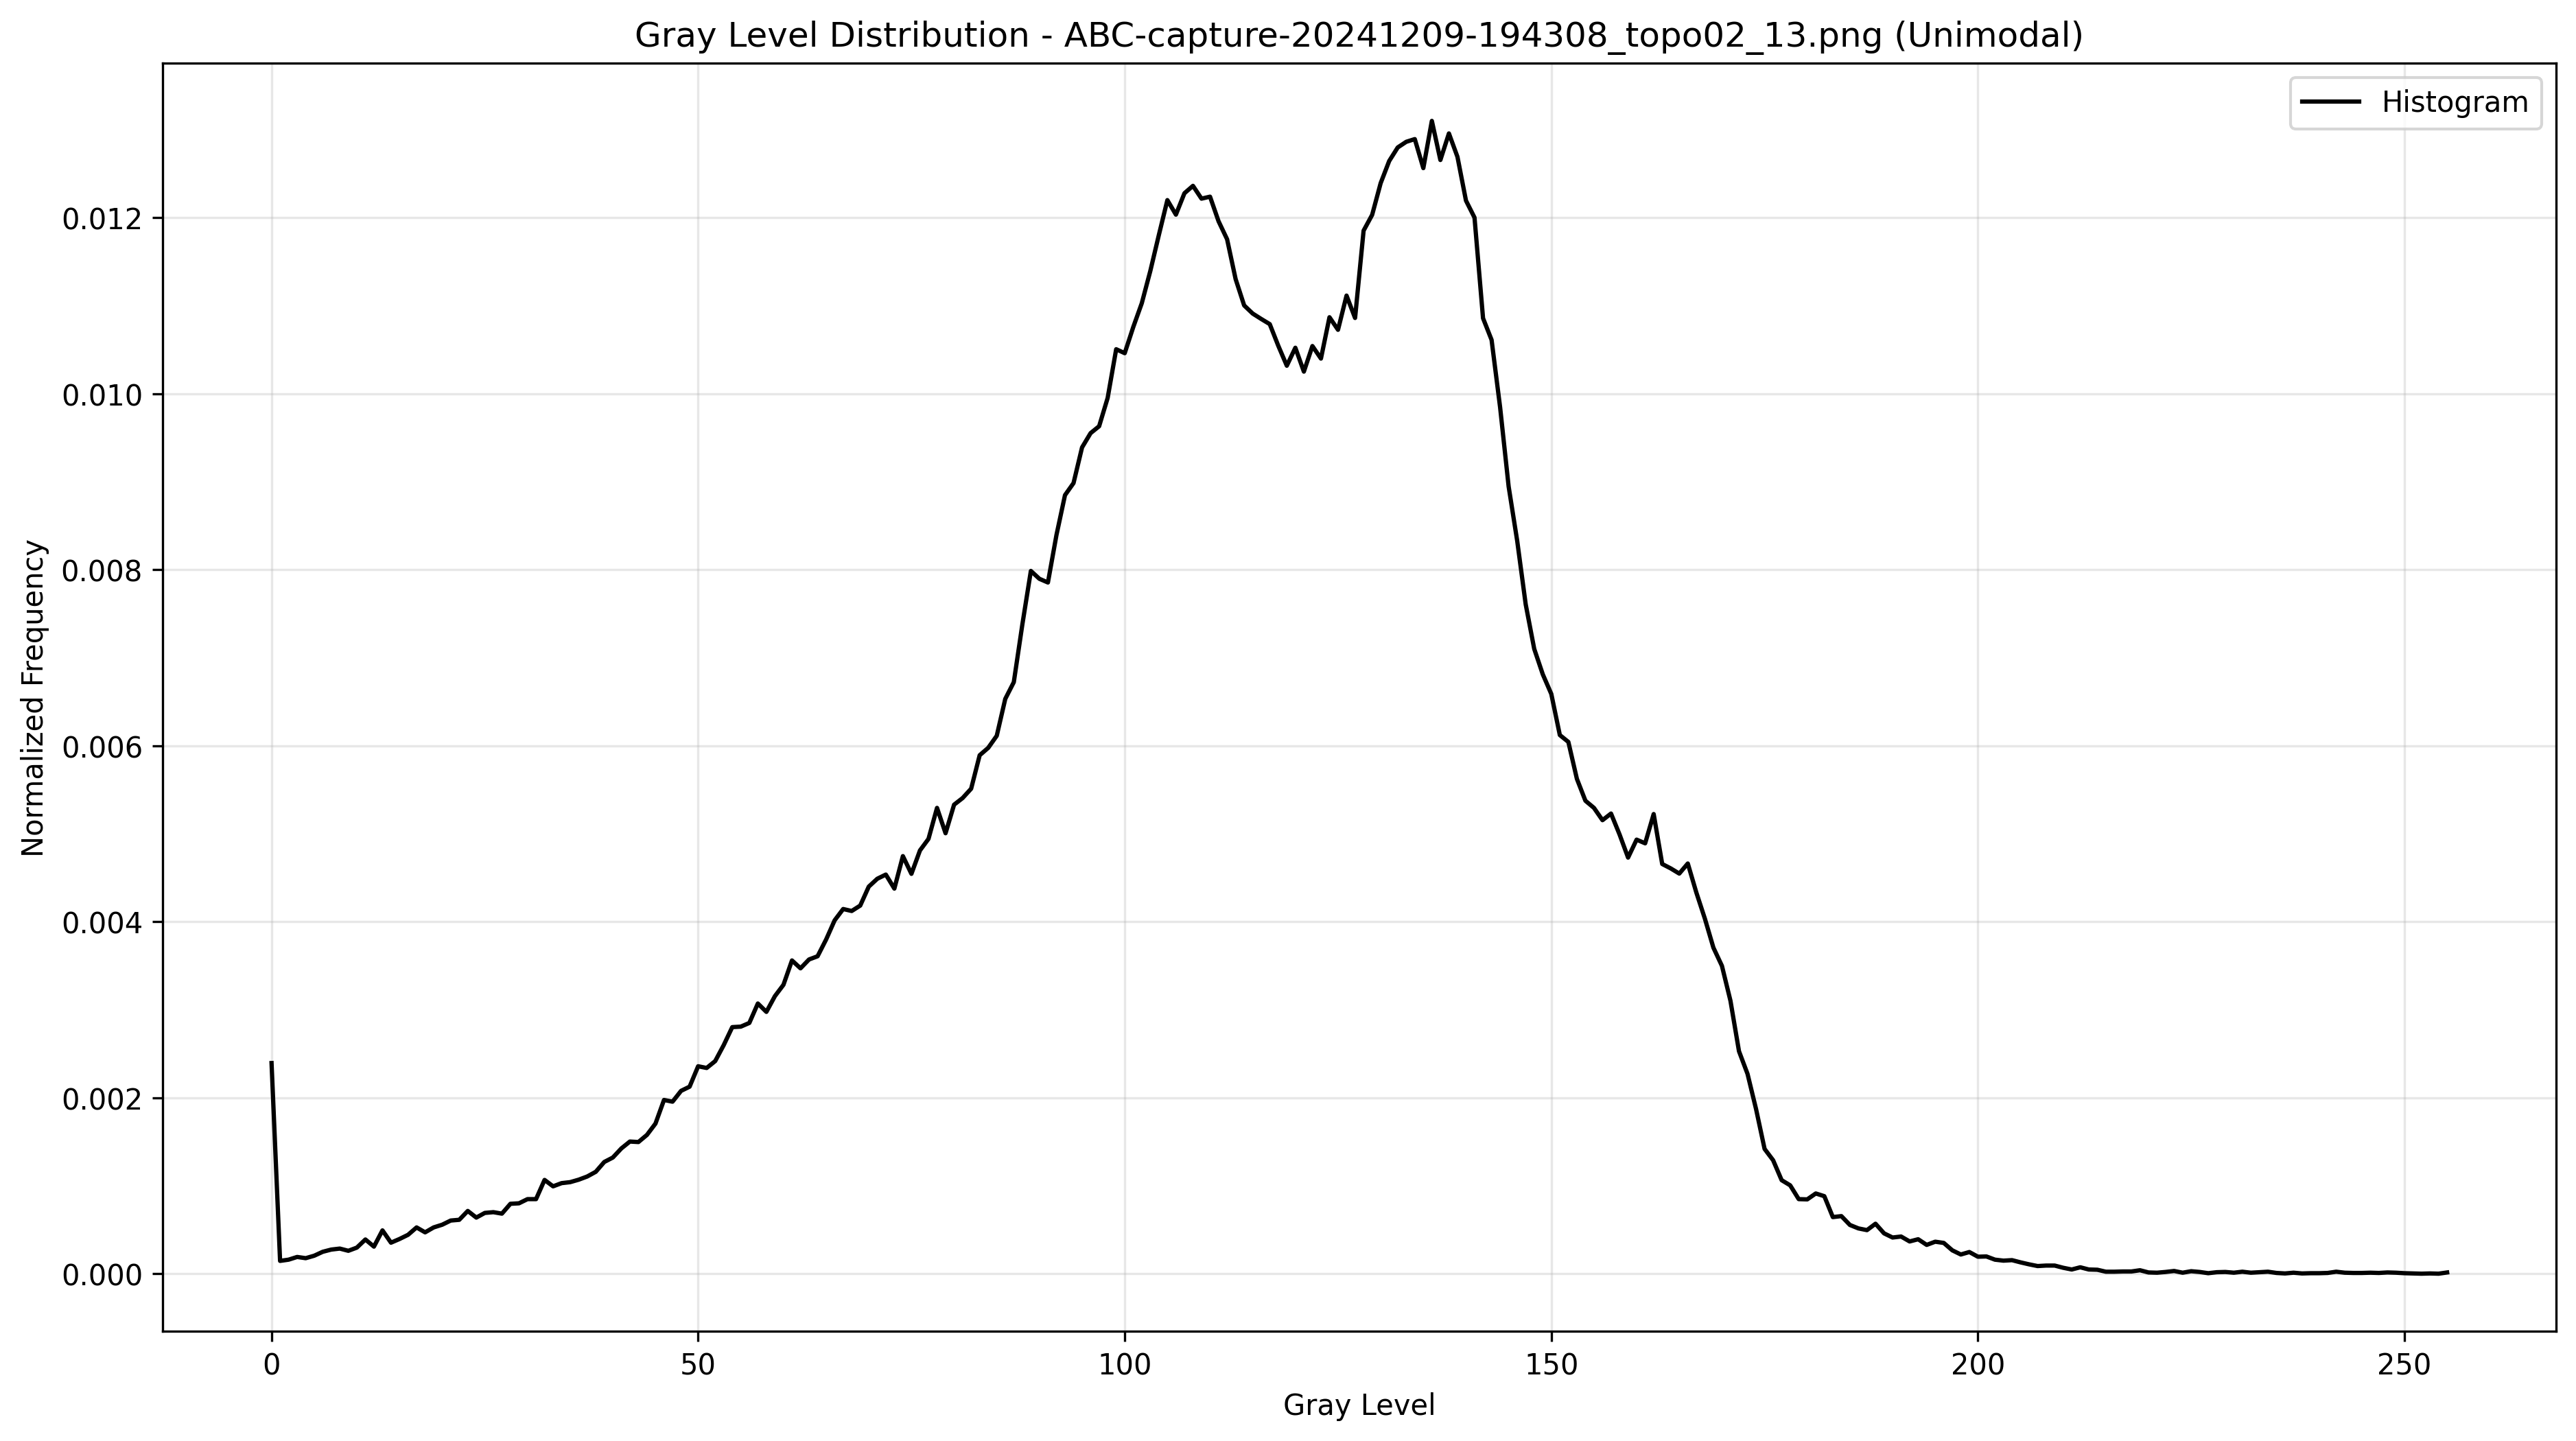 Gray Level Distribution - ABC-capture-20241209-194308_topo02_13.png (Unimodal)
Histogram
Normalized Frequency
0.012
0.010
0.008
0.006
0.004
0.002
0.000
0 50 100 150 200 250
Gray Level